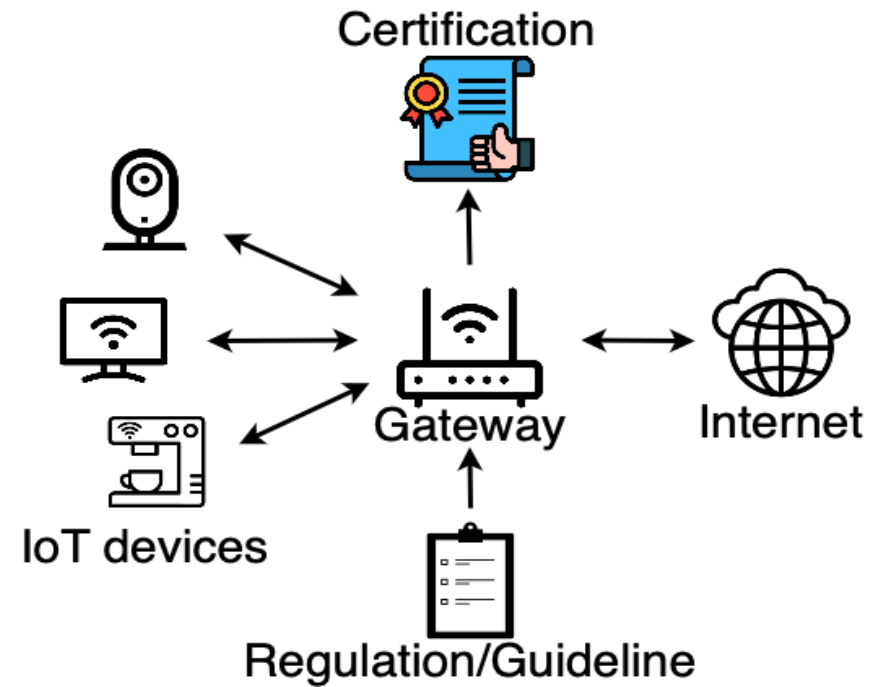 Certification
Gateway
Internet
IoT devices
Regulation/Guideline